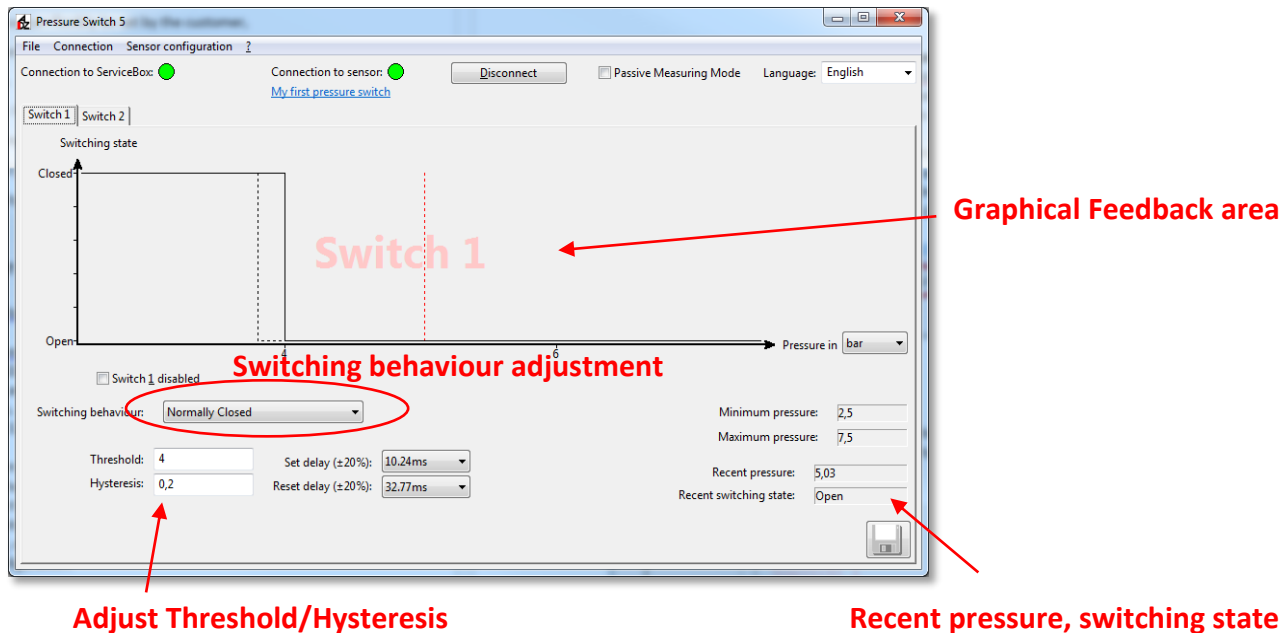 Pressure Switch 5
File Connection Sensor configuration ?
Connection to ServiceBox: Connection to sensor: Disconnect Passive Measuring Mode Language: English
My first pressure switch
Switch 1 Switch 2
Switching state
Closed
Graphical Feedback area
Switch 1
Open
4 6
Pressure in bar
Switching behaviour adjustment
Switch 1 disabled
Switching behaviour: Normally Closed
Minimum pressure: 2,5
Maximum pressure: 7,5
Threshold: 4 Set delay (±20%): 10.24ms
Recent pressure: 5,03
Hysteresis: 0,2 Reset delay (±20%): 32.77ms
Recent switching state: Open
Adjust Threshold/Hysteresis
Recent pressure, switching state